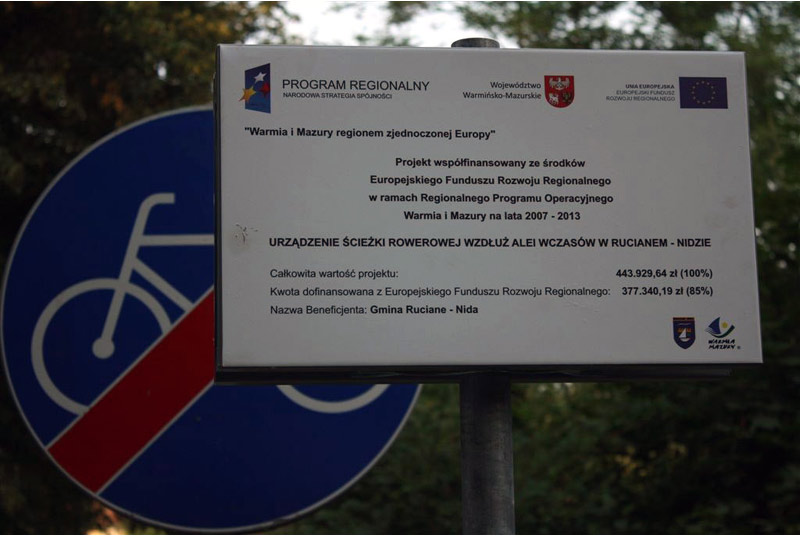 PROGRAM REGIONALNY
NARODOWA STRATEGIA SPÓJNOŚCI
Województwo
Warmińsko-Mazurskie
UNIA EUROPEJSKA
EUROPEJSKI FUNDUSZ
ROZWOJU REGIONALNEGO
"Warmia i Mazury regionem zjednoczonej Europy"
Projekt współfinansowany ze środków
Europejskiego Funduszu Rozwoju Regionalnego
w ramach Regionalnego Programu Operacyjnego
Warmia i Mazury na lata 2007 - 2013
URZĄDZENIE ŚCIEŻKI ROWEROWEJ WZDŁUŻ ALEI WCZASÓW W RUCIANEM - NIDZIE
Całkowita wartość projektu: 443.929,64 zł (100%)
Kwota dofinansowana z Europejskiego Funduszu Rozwoju Regionalnego: 377.340,19 zł (85%)
Nazwa Beneficjenta: Gmina Ruciane - Nida
WARMIA
MAZURY